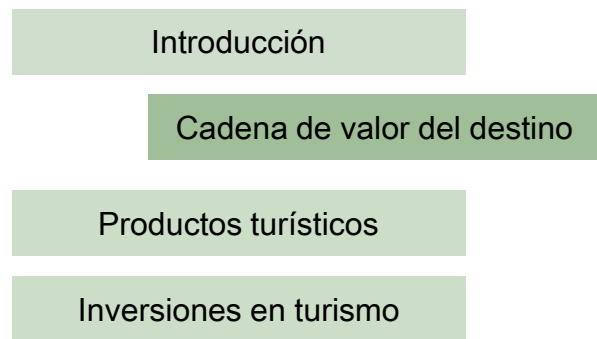 Introducción
Cadena de valor del destino
Productos turísticos
Inversiones en turismo